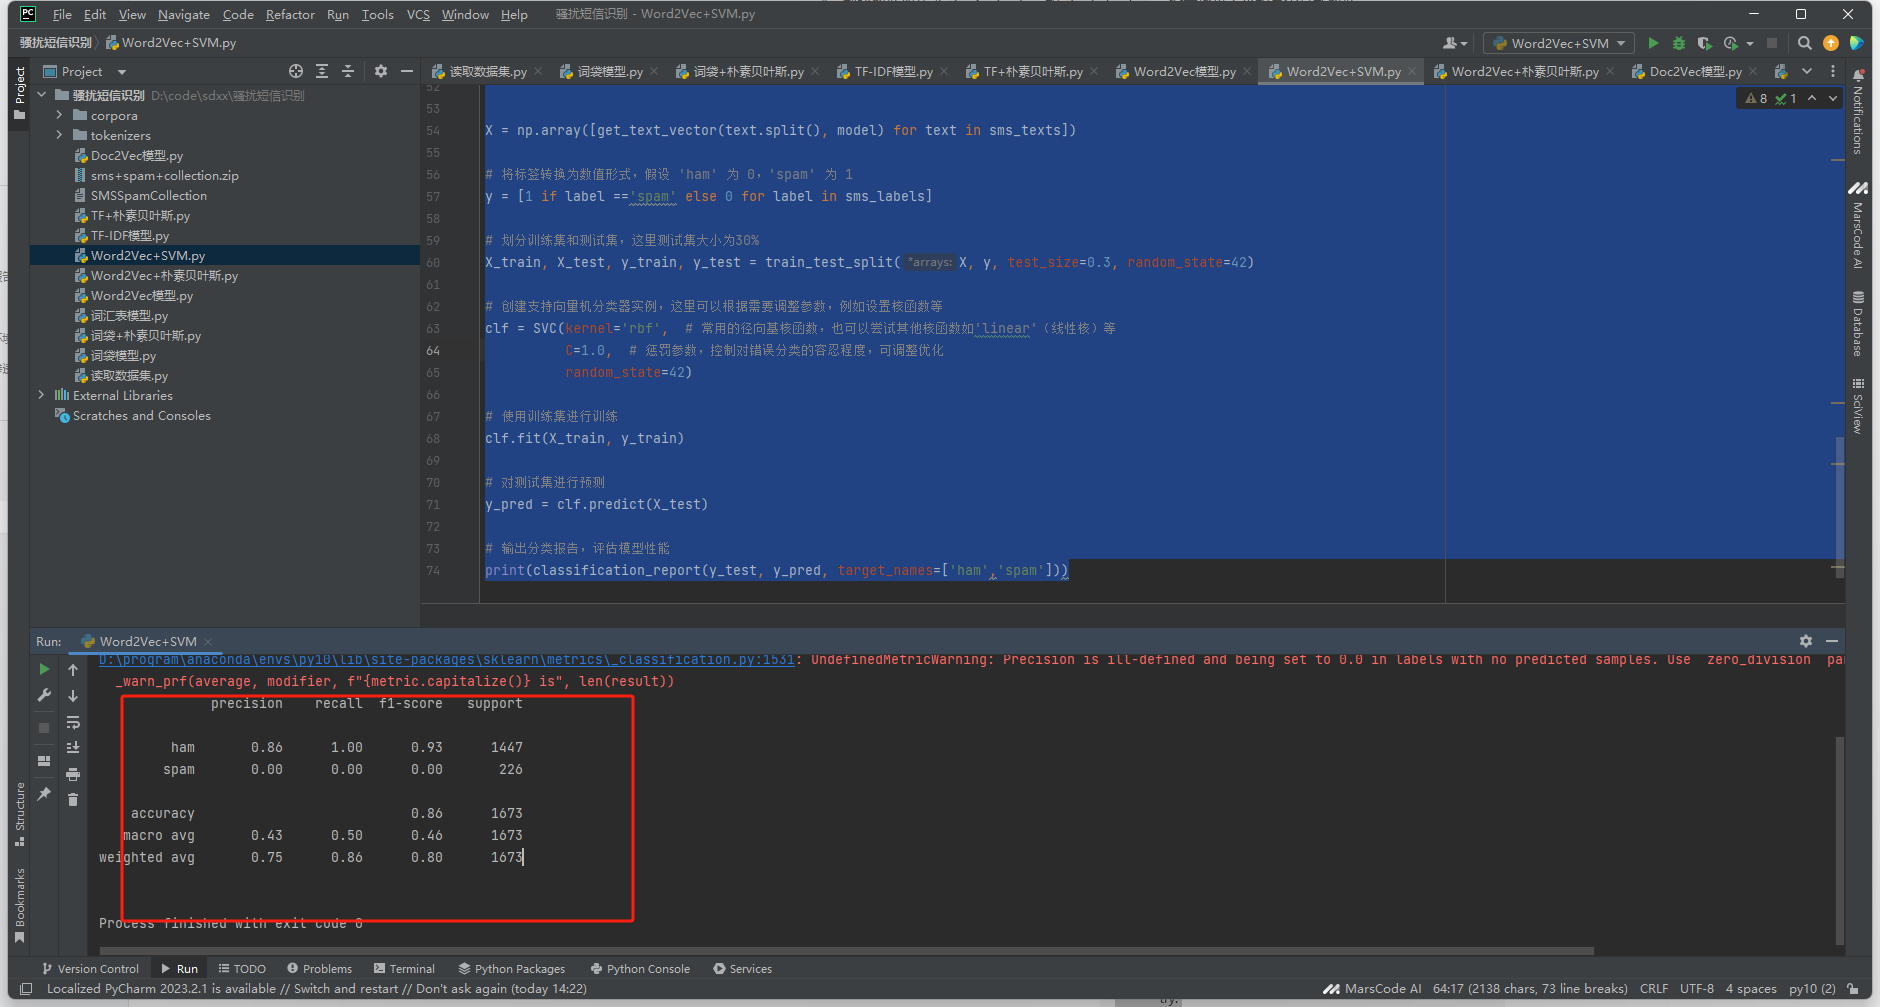 File Edit View Navigate Code Refactor Run Tools VCS Window Help 骚扰短信识别 - Word2Vec+SVM.py
骚扰短信识别 Word2Vec+SVM.py Word2Vec+SVM
Project 读取数据集.py 词袋模型.py 词袋+朴素贝叶斯.py TF-IDF模型.py TF+朴素贝叶斯.py Word2Vec模型.py Word2Vec+SVM.py Word2Vec+朴素贝叶斯.py Doc2Vec模型.py
骚扰短信识别 D:\code\sdxx\骚扰短信识别
corpora
tokenizers
Doc2Vec模型.py
sms+spam+collection.zip
SMSSpamCollection
TF+朴素贝叶斯.py
TF-IDF模型.py
Word2Vec+SVM.py
Word2Vec+朴素贝叶斯.py
Word2Vec模型.py
词汇表模型.py
词袋+朴素贝叶斯.py
词袋模型.py
读取数据集.py
External Libraries
Scratches and Consoles
8 1
52
53
54 X = np.array([get_text_vector(text.split(), model) for text in sms_texts])
55
56 # 将标签转换为数值形式，假设 'ham' 为 0，'spam' 为 1
57 y = [1 if label =='spam' else 0 for label in sms_labels]
58
59 # 划分训练集和测试集，这里测试集大小为30%
60 X_train, X_test, y_train, y_test = train_test_split( *arrays: X, y, test_size=0.3, random_state=42)
61
62 # 创建支持向量机分类器实例，这里可以根据需要调整参数，例如设置核函数等
63 clf = SVC(kernel='rbf', # 常用的径向基核函数，也可以尝试其他核函数如'linear'（线性核）等
64 C=1.0, # 惩罚参数，控制对错误分类的容忍程度，可调整优化
65 random_state=42)
66
67 # 使用训练集进行训练
68 clf.fit(X_train, y_train)
69
70 # 对测试集进行预测
71 y_pred = clf.predict(X_test)
72
73 # 输出分类报告，评估模型性能
74 print(classification_report(y_test, y_pred, target_names=['ham','spam']))
Project
Structure
Bookmarks
Notifications
MarsCode AI
Database
SciView
Run: Word2Vec+SVM
D:\program\anaconda\envs\py10\lib\site-packages\sklearn\metrics\_classification.py:1531: UndefinedMetricWarning: Precision is ill-defined and being set to 0.0 in labels with no predicted samples. Use `zero_division` pa
_warn_prf(average, modifier, f"{metric.capitalize()} is", len(result))
precision recall f1-score support
ham 0.86 1.00 0.93 1447
spam 0.00 0.00 0.00 226
accuracy 0.86 1673
macro avg 0.43 0.50 0.46 1673
weighted avg 0.75 0.86 0.80 1673
Process finished with exit code 0
Version Control Run TODO Problems Terminal Python Packages Python Console Services
Localized PyCharm 2023.2.1 is available // Switch and restart // Don't ask again (today 14:22) MarsCode AI 64:17 (2138 chars, 73 line breaks) CRLF UTF-8 4 spaces py10 (2)